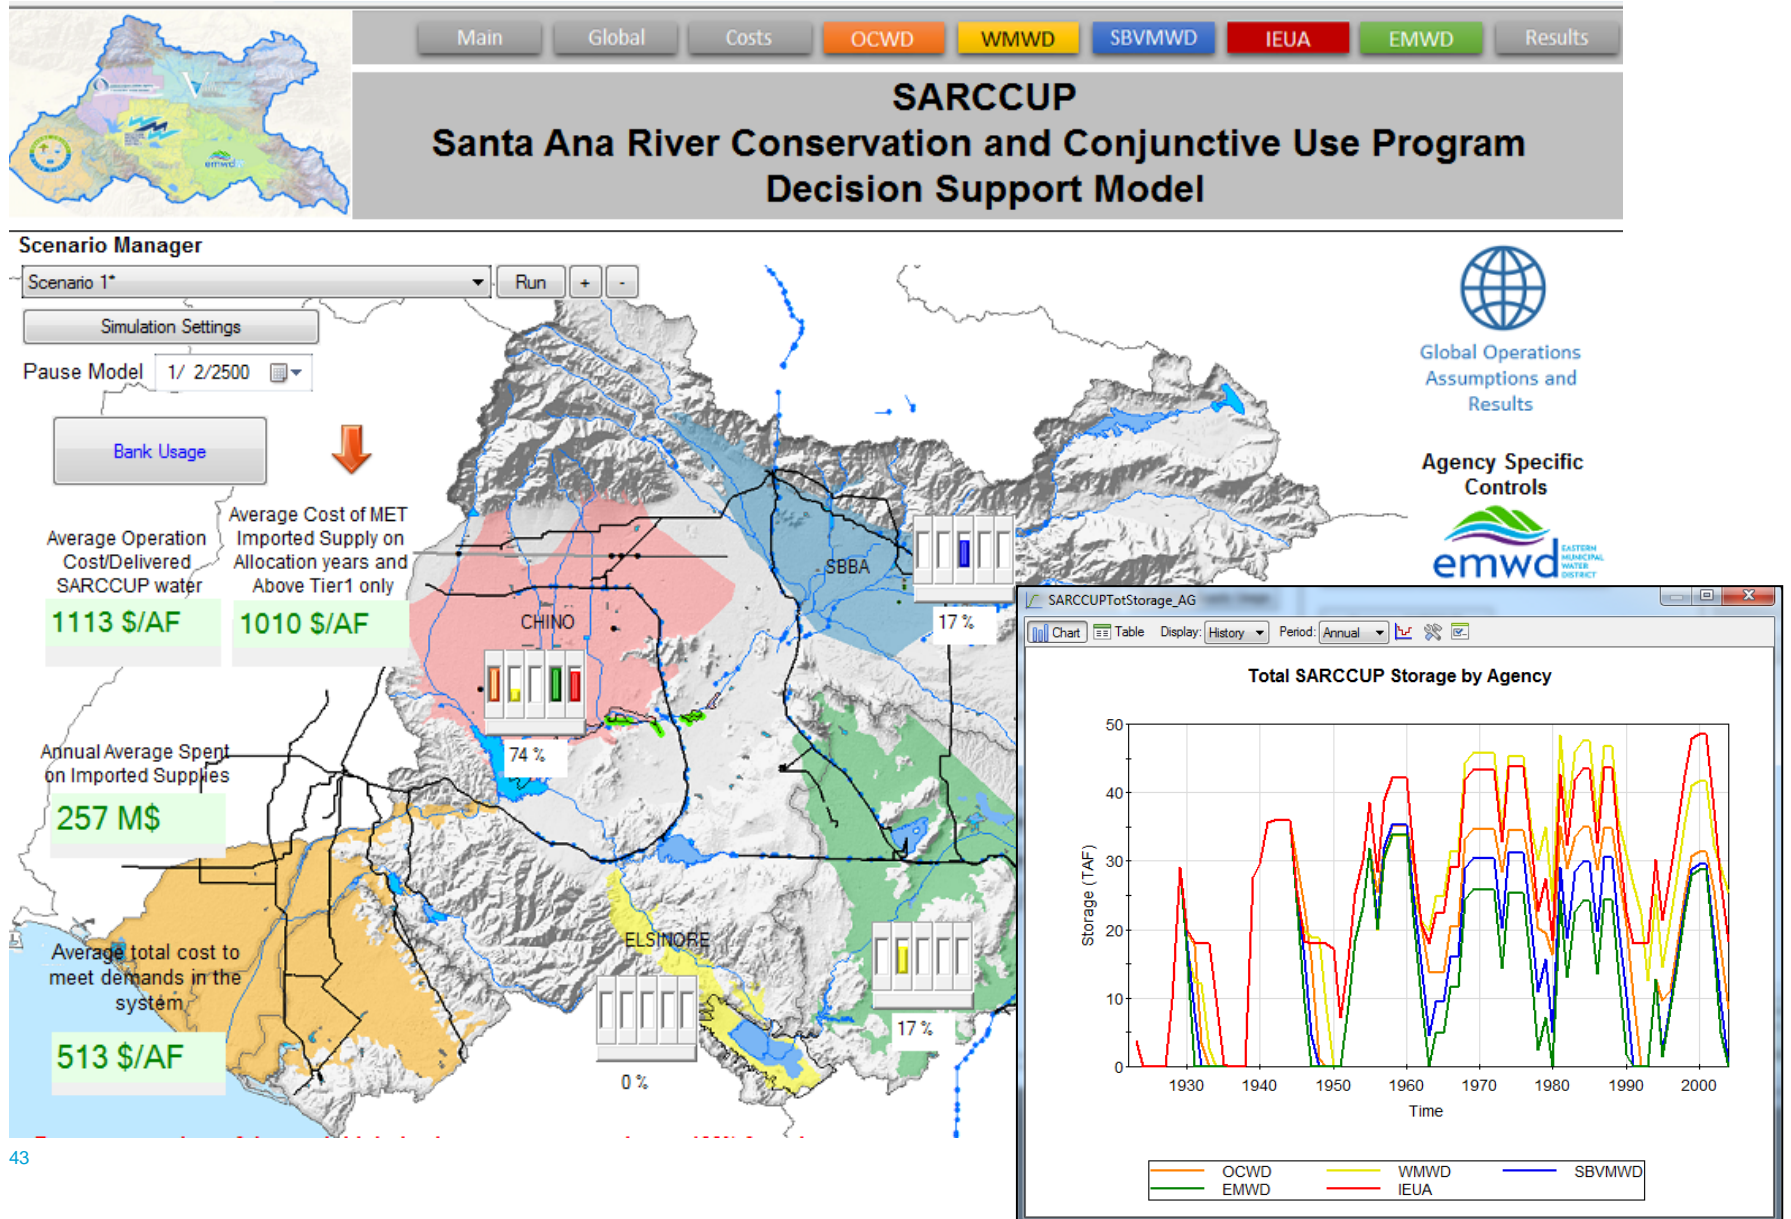 Main
Global
Costs
OCWD
WMWD
SBVMWD
IEUA
EMWD
Results
SARCCUP
Santa Ana River Conservation and Conjunctive Use Program
Decision Support Model
emwd
Scenario Manager
Scenario 1*
Run
+
-
Simulation Settings
Pause Model
1/ 2/2500
Bank Usage
Average Operation
Cost/Delivered
SARCCUP water
1113 $/AF
Average Cost of MET
Imported Supply on
Allocation years and
Above Tier1 only
1010 $/AF
Annual Average Spent
on Imported Supplies
257 M$
Average total cost to
meet demands in the
system
513 $/AF
CHINO
74 %
SBBA
17 %
ELSINORE
0 %
17 %
Global Operations
Assumptions and
Results
Agency Specific
Controls
emwd
EASTERN
MUNICIPAL
WATER
DISTRICT
SARCCUPTotStorage_AG
Chart
Table
Display:
History
Period:
Annual
Total SARCCUP Storage by Agency
Storage (TAF)
50
40
30
20
10
0
1930
1940
1950
1960
1970
1980
1990
2000
Time
OCWD
WMWD
SBVMWD
EMWD
IEUA
43